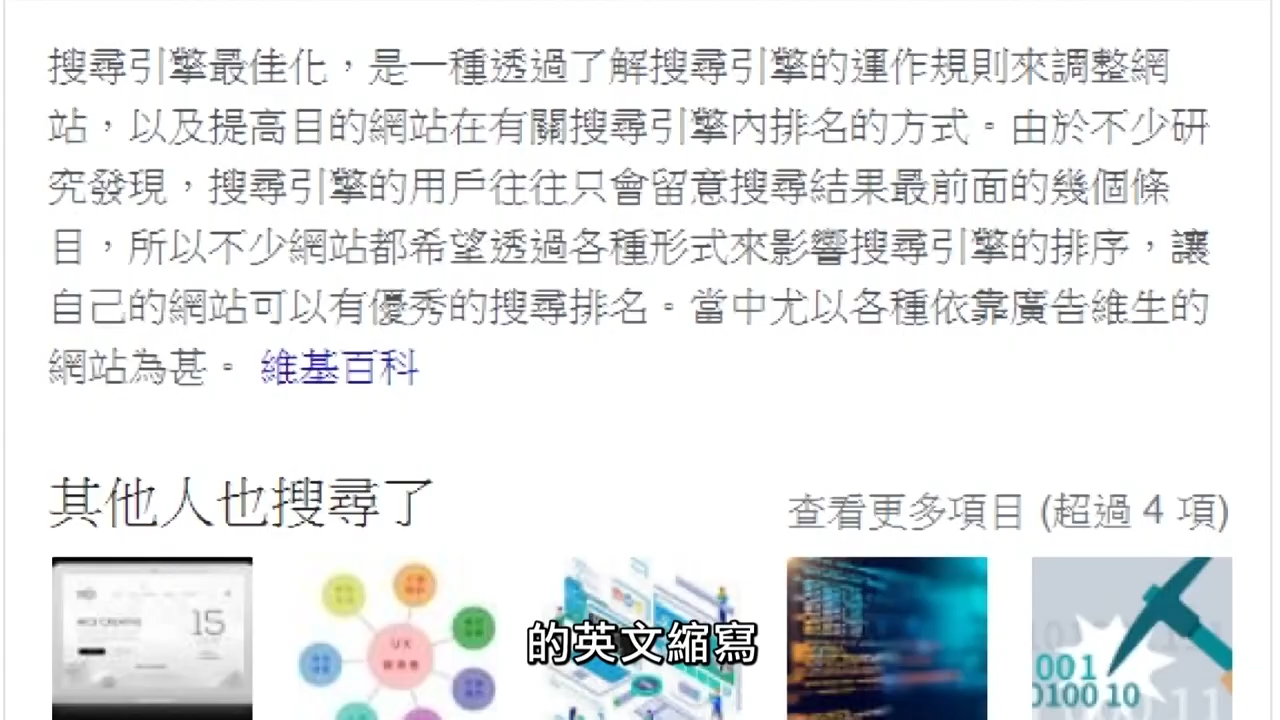 搜尋引擎最佳化，是一種透過了解搜尋引擎的運作規則來調整網
站，以及提高目的網站在有關搜尋引擎內排名的方式。由於不少研
究發現，搜尋引擎的用戶往往只會留意搜尋結果最前面的幾個條
目，所以不少網站都希望透過各種形式來影響搜尋引擎的排序，讓
自己的網站可以有優秀的搜尋排名。當中尤以各種依靠廣告維生的
網站為甚。 維基百科
其他人也搜尋了
查看更多項目 (超過 4 項)
15
UX
的英文縮寫
001
0100 10
11